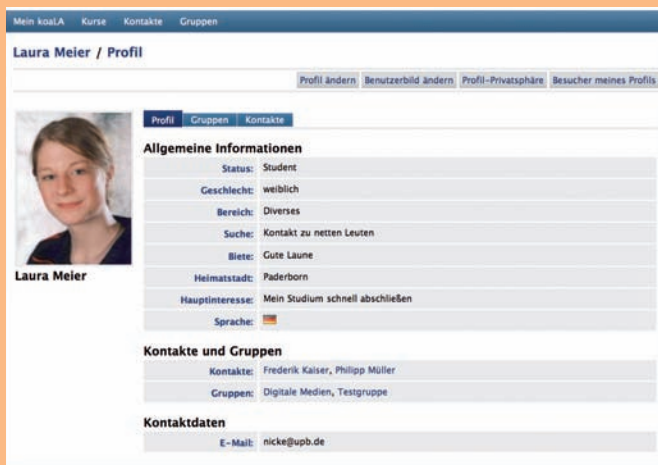 Mein koaLA Kurse Kontakte Gruppen
Laura Meier / Profil
Profil ändern Benutzerbild ändern Profil-Privatsphäre Besucher meines Profils
Profil Gruppen Kontakte
Allgemeine Informationen
Status: Student
Geschlecht: weiblich
Bereich: Diverses
Suche: Kontakt zu netten Leuten
Biete: Gute Laune
Heimatstadt: Paderborn
Hauptinteresse: Mein Studium schnell abschließen
Sprache:
Laura Meier
Kontakte und Gruppen
Kontakte: Frederik Kaiser, Philipp Müller
Gruppen: Digitale Medien, Testgruppe
Kontaktdaten
E-Mail: nicke@upb.de